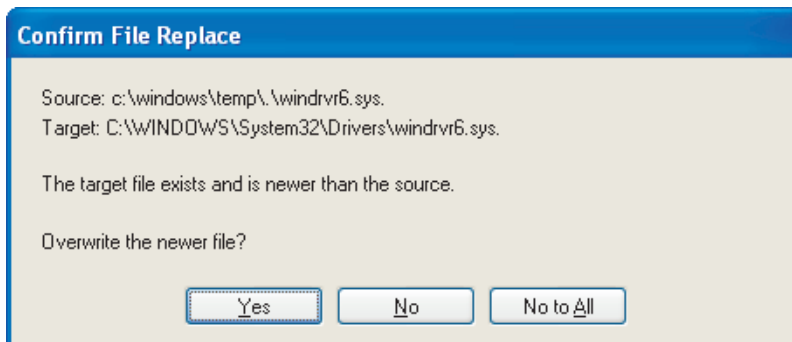 Confirm File Replace
Source: c:\windows\temp\.\windrvr6.sys.
Target: C:\WINDOWS\System32\Drivers\windrvr6.sys.
The target file exists and is newer than the source.
Overwrite the newer file?
Yes
No
No to All